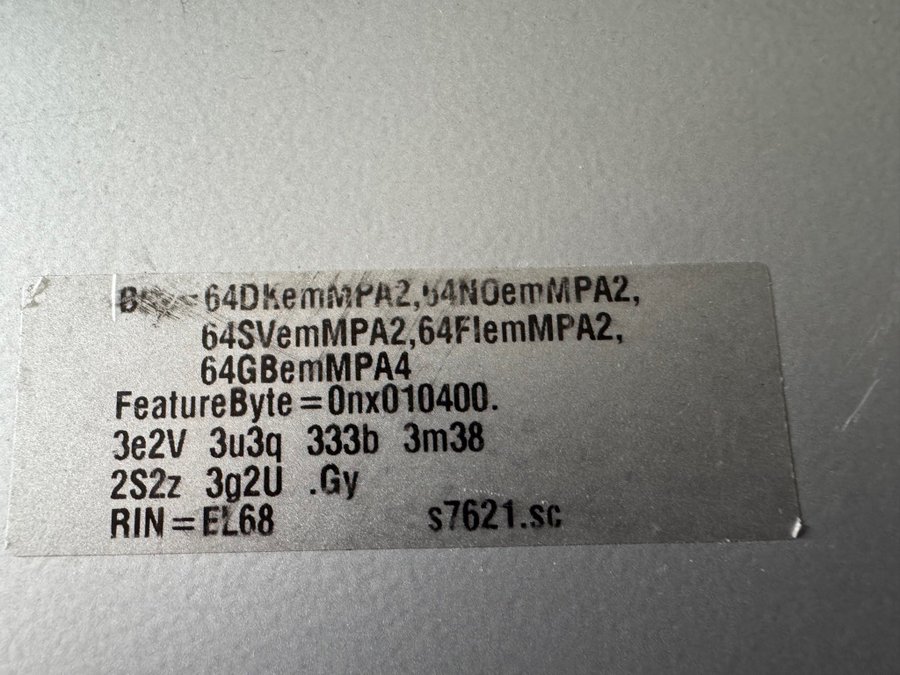 64DKemMPA2,64NOemMPA2,
64SVemMPA2,64FIemMPA2,
64GBemMPA4
FeatureByte=0nx010400.
3e2V 3u3q 333b 3m38
2S2z 3g2U .Gy
RIN=EL68 s7621.sc